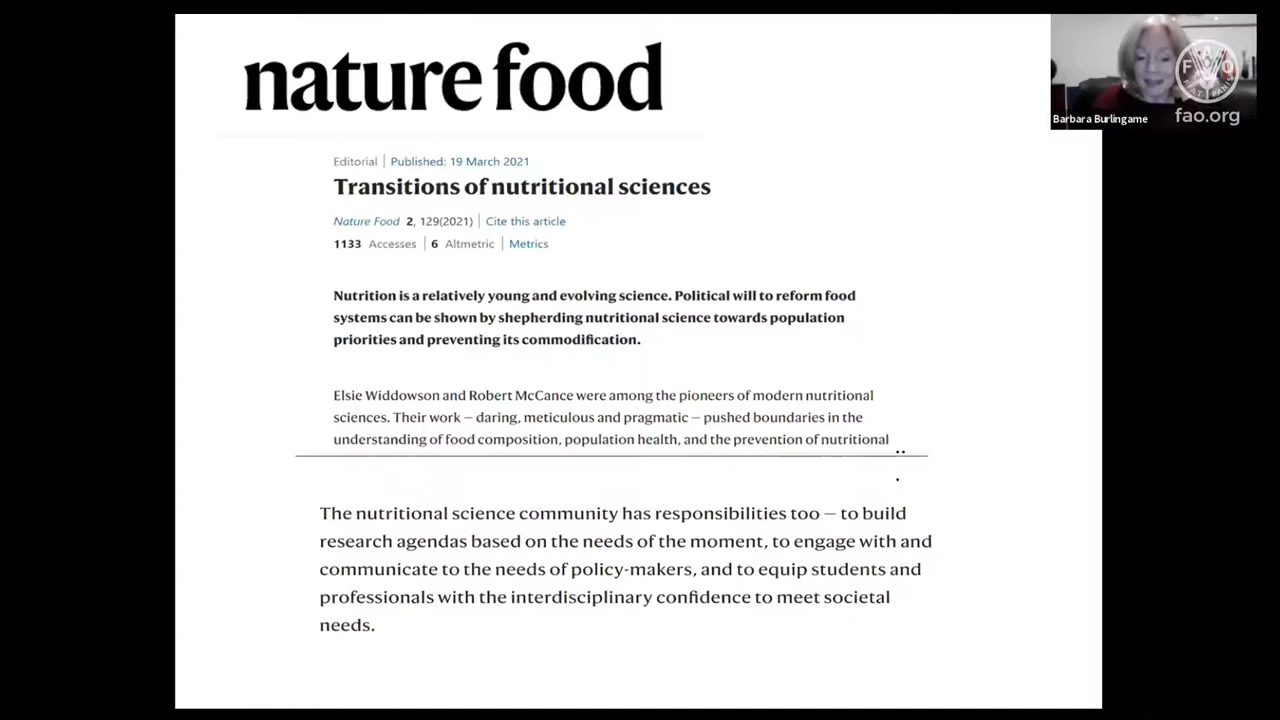 nature food
Editorial | Published: 19 March 2021
Transitions of nutritional sciences
Nature Food 2, 129(2021) | Cite this article
1133 Accesses | 6 Altmetric | Metrics
Nutrition is a relatively young and evolving science. Political will to reform food
systems can be shown by shepherding nutritional science towards population
priorities and preventing its commodification.
Elsie Widdowson and Robert McCance were among the pioneers of modern nutritional
sciences. Their work – daring, meticulous and pragmatic – pushed boundaries in the
understanding of food composition, population health, and the prevention of nutritional
..
.
The nutritional science community has responsibilities too – to build
research agendas based on the needs of the moment, to engage with and
communicate to the needs of policy-makers, and to equip students and
professionals with the interdisciplinary confidence to meet societal
needs.
Barbara Burlingame
F A O
FIAT PANIS
fao.org